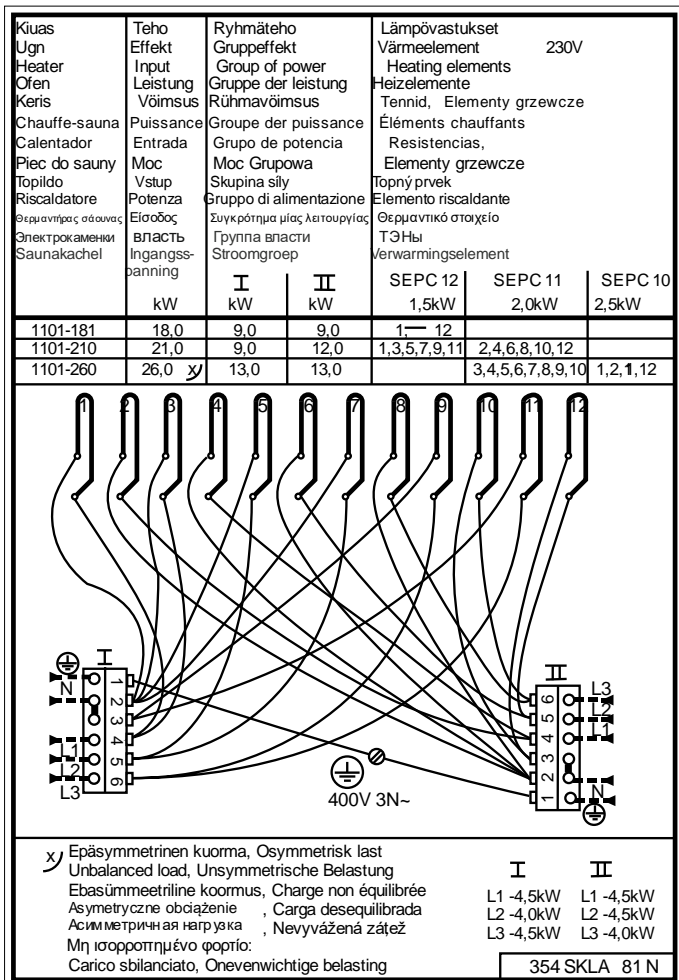 Kiuas Teho Ryhmäteho Lämpövastukset
Ugn Effekt Gruppeffekt Värmeelement 230V
Heater Input Group of power Heating elements
Ofen Leistung Gruppe der leistung Heizelemente
Keris Vöimsus Rühmavöimsus Tennid, Elementy grzewcze
Chauffe-sauna Puissance Groupe der puissance Éléments chauffants
Calentador Entrada Grupo de potencia Resistencias,
Piec do sauny Moc Moc Grupowa Elementy grzewcze
Topildo Vstup Skupina síly Topný prvek
Riscaldatore Potenza Gruppo di alimentazione Elemento riscaldante
Θερμαντήρας σάουνας Είσοδος Συγκρότημα μίας λειτουργίας Θερμαντικό στοιχείο
Электрокаменки власть Группа власти ТЭНы
Saunakachel Ingangss-panning Stroomgroep Verwarmingselement
I II SEPC 12 SEPC 11 SEPC 10
kW kW kW 1,5kW 2,0kW 2,5kW
1101-181 18,0 9,0 9,0 1,— 12
1101-210 21,0 9,0 12,0 1,3,5,7,9,11 2,4,6,8,10,12
1101-260 26,0 x) 13,0 13,0 3,4,5,6,7,8,9,10 1,2,11,12
1 2 3 4 5 6 7 8 9 10 11 12
I
N
L1
L2
L3
1
2
3
4
5
6
II
L3
L2
L1
N
6
5
4
3
2
1
400V 3N~
x) Epäsymmetrinen kuorma, Osymmetrisk last
Unbalanced load, Unsymmetrische Belastung
Ebasümmeetriline koormus, Charge non équilibrée
Asymetryczne obciążenie , Carga desequilibrada
Асимметричная нагрузка , Nevyvážená zátěž
Μη ισορροπημένο φορτίο:
Carico sbilanciato, Onevenwichtige belasting
I II
L1 -4,5kW L1 -4,5kW
L2 -4,0kW L2 -4,5kW
L3 -4,5kW L3 -4,0kW
354 SKLA 81 N